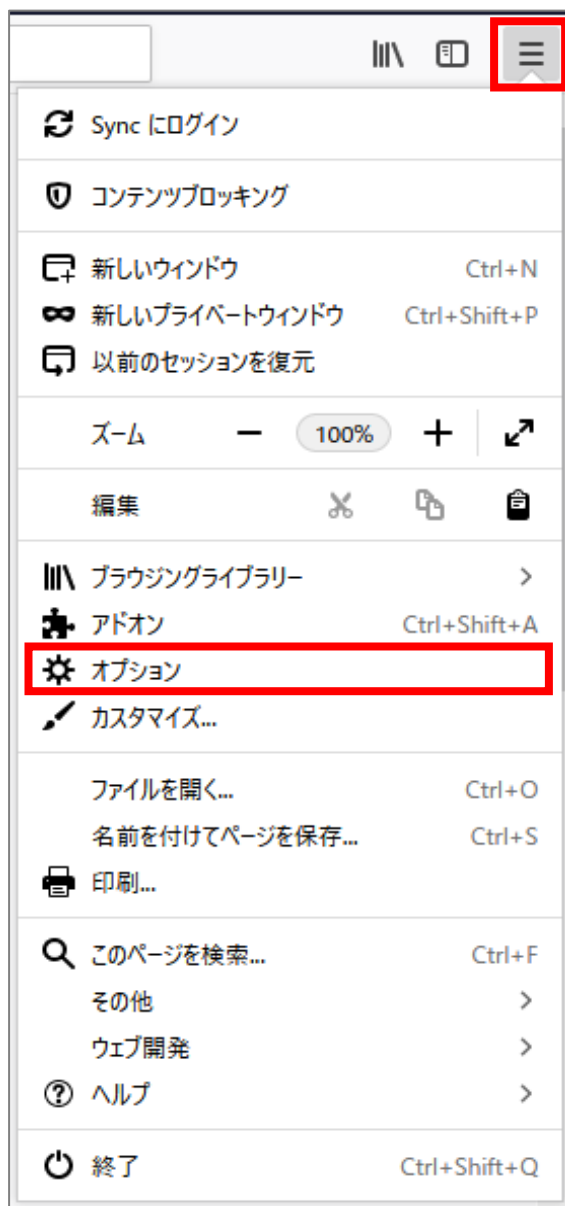 Sync にログイン
コンテンツブロッキング
新しいウィンドウ Ctrl+N
新しいプライベートウィンドウ Ctrl+Shift+P
以前のセッションを復元
ズーム 100%
編集
ブラウジングライブラリー
アドオン Ctrl+Shift+A
オプション
カスタマイズ...
ファイルを開く... Ctrl+O
名前を付けてページを保存... Ctrl+S
印刷...
このページを検索... Ctrl+F
その他
ウェブ開発
ヘルプ
終了 Ctrl+Shift+Q